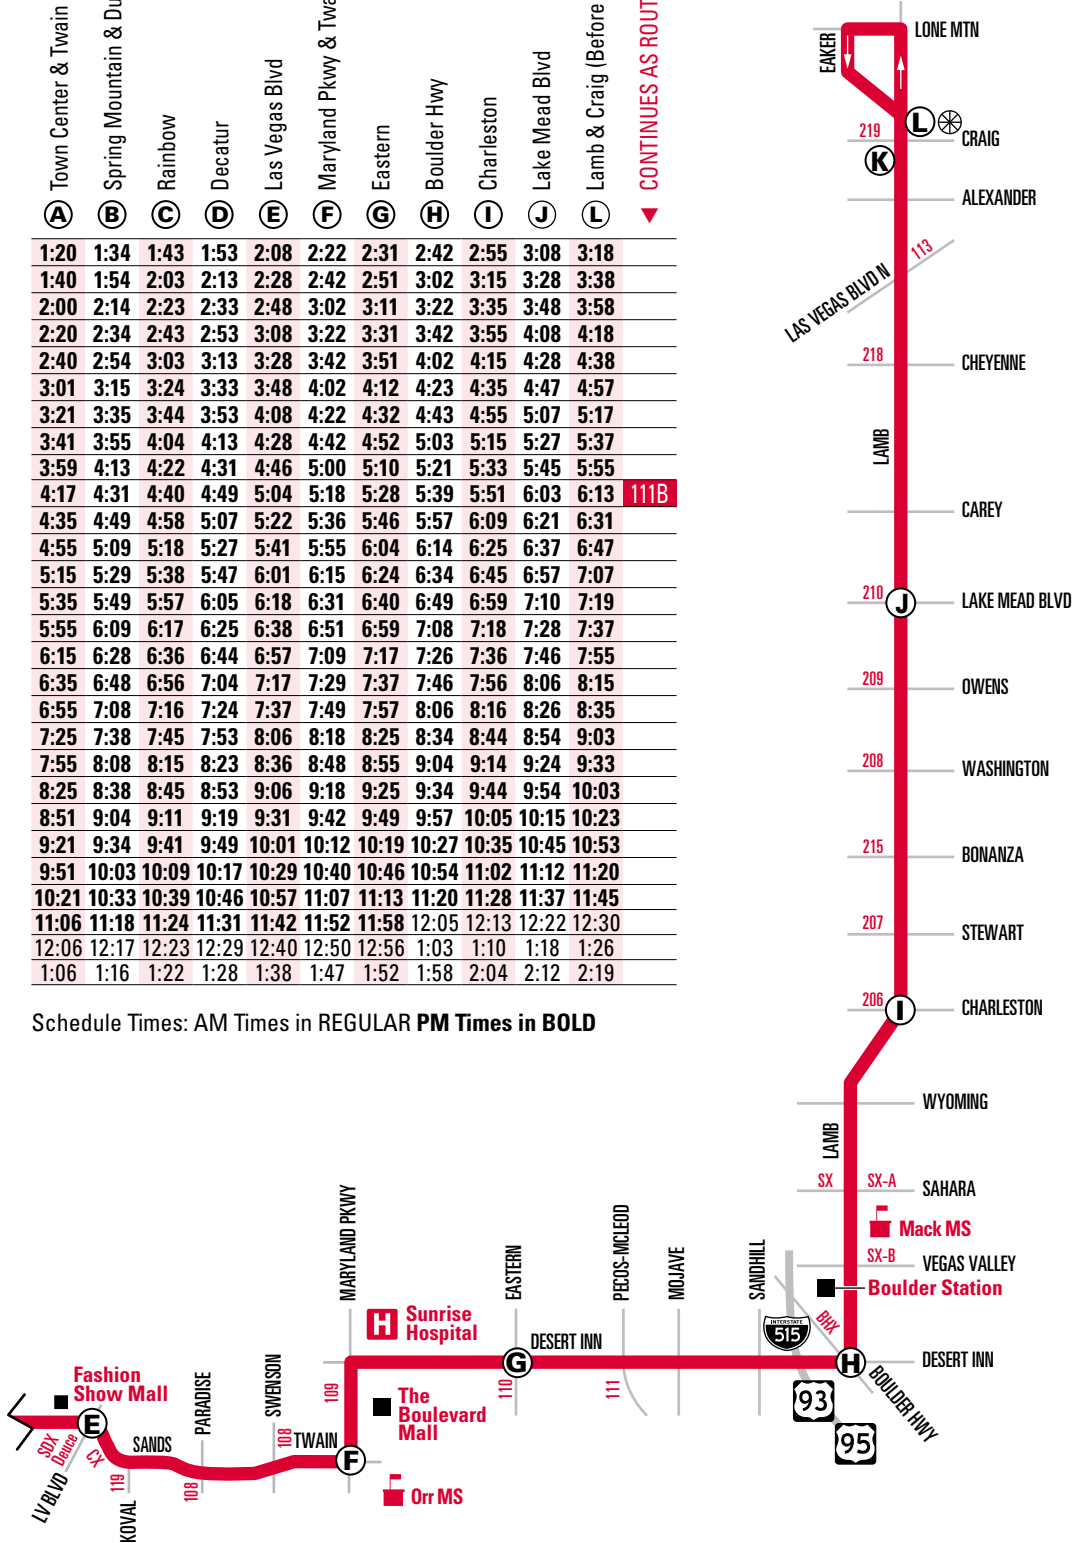 Town Center & Twain
Spring Mountain & Du
Rainbow
Decatur
Las Vegas Blvd
Maryland Pkwy & Twa
Eastern
Boulder Hwy
Charleston
Lake Mead Blvd
Lamb & Craig (Before
CONTINUES AS ROUT
A B C D E F G H I J L
1:20 1:34 1:43 1:53 2:08 2:22 2:31 2:42 2:55 3:08 3:18
1:40 1:54 2:03 2:13 2:28 2:42 2:51 3:02 3:15 3:28 3:38
2:00 2:14 2:23 2:33 2:48 3:02 3:11 3:22 3:35 3:48 3:58
2:20 2:34 2:43 2:53 3:08 3:22 3:31 3:42 3:55 4:08 4:18
2:40 2:54 3:03 3:13 3:28 3:42 3:51 4:02 4:15 4:28 4:38
3:01 3:15 3:24 3:33 3:48 4:02 4:12 4:23 4:35 4:47 4:57
3:21 3:35 3:44 3:53 4:08 4:22 4:32 4:43 4:55 5:07 5:17
3:41 3:55 4:04 4:13 4:28 4:42 4:52 5:03 5:15 5:27 5:37
3:59 4:13 4:22 4:31 4:46 5:00 5:10 5:21 5:33 5:45 5:55
4:17 4:31 4:40 4:49 5:04 5:18 5:28 5:39 5:51 6:03 6:13 111B
4:35 4:49 4:58 5:07 5:22 5:36 5:46 5:57 6:09 6:21 6:31
4:55 5:09 5:18 5:27 5:41 5:55 6:04 6:14 6:25 6:37 6:47
5:15 5:29 5:38 5:47 6:01 6:15 6:24 6:34 6:45 6:57 7:07
5:35 5:49 5:57 6:05 6:18 6:31 6:40 6:49 6:59 7:10 7:19
5:55 6:09 6:17 6:25 6:38 6:51 6:59 7:08 7:18 7:28 7:37
6:15 6:28 6:36 6:44 6:57 7:09 7:17 7:26 7:36 7:46 7:55
6:35 6:48 6:56 7:04 7:17 7:29 7:37 7:46 7:56 8:06 8:15
6:55 7:08 7:16 7:24 7:37 7:49 7:57 8:06 8:16 8:26 8:35
7:25 7:38 7:45 7:53 8:06 8:18 8:25 8:34 8:44 8:54 9:03
7:55 8:08 8:15 8:23 8:36 8:48 8:55 9:04 9:14 9:24 9:33
8:25 8:38 8:45 8:53 9:06 9:18 9:25 9:34 9:44 9:54 10:03
8:51 9:04 9:11 9:19 9:31 9:42 9:49 9:57 10:05 10:15 10:23
9:21 9:34 9:41 9:49 10:01 10:12 10:19 10:27 10:35 10:45 10:53
9:51 10:03 10:09 10:17 10:29 10:40 10:46 10:54 11:02 11:12 11:20
10:21 10:33 10:39 10:46 10:57 11:07 11:13 11:20 11:28 11:37 11:45
11:06 11:18 11:24 11:31 11:42 11:52 11:58 12:05 12:13 12:22 12:30
12:06 12:17 12:23 12:29 12:40 12:50 12:56 1:03 1:10 1:18 1:26
1:06 1:16 1:22 1:28 1:38 1:47 1:52 1:58 2:04 2:12 2:19
Schedule Times: AM Times in REGULAR PM Times in BOLD
LONE MTN
EAKER
L
219
CRAIG
K
ALEXANDER
113
LAS VEGAS BLVD N
218
CHEYENNE
LAMB
CAREY
210
J
LAKE MEAD BLVD
209
OWENS
208
WASHINGTON
215
BONANZA
207
STEWART
206
I
CHARLESTON
WYOMING
LAMB
SX
SX-A
SAHARA
Mack MS
SX-B
VEGAS VALLEY
Boulder Station
BHX
INTERSTATE
515
H
DESERT INN
BOULDER HWY
93
95
SANDHILL
MOJAVE
PECOS-MCLEOD
111
DESERT INN
EASTERN
G
110
MARYLAND PKWY
H
Sunrise
Hospital
109
The
Boulevard
Mall
TWAIN
F
Orr MS
108
SWENSON
PARADISE
108
SANDS
Fashion
Show Mall
E
SDX
Deuce
CX
LV BLVD
119
KOVAL